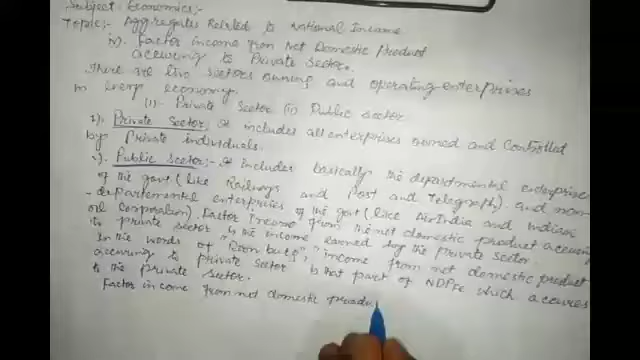 Subject Economics:-
Topic:- Aggregates Related to National Income
iv). Factor income from Net Domestic Product
accruing to Private Sector.
There are two sectors owning and operating enterprises
in every economy.
(i) :- Private Sector (ii) Public sector
1). Private Sector:- It includes all enterprises owned and controlled
by Private individuals.
Public Sector:- It includes basically the departmental enterprises
of the govt (like Railways and Post and Telegraph) and non
-departmental enterprises of the govt (like Air India and Indian
oil corporation). Factor income from the net domestic product accruing
to private sector is the income earned by the private sector.
In the words of income from net domestic product
accruing to private sector is that part of NDPFc which accrues
to the private sector.
Factor income from net domestic produ